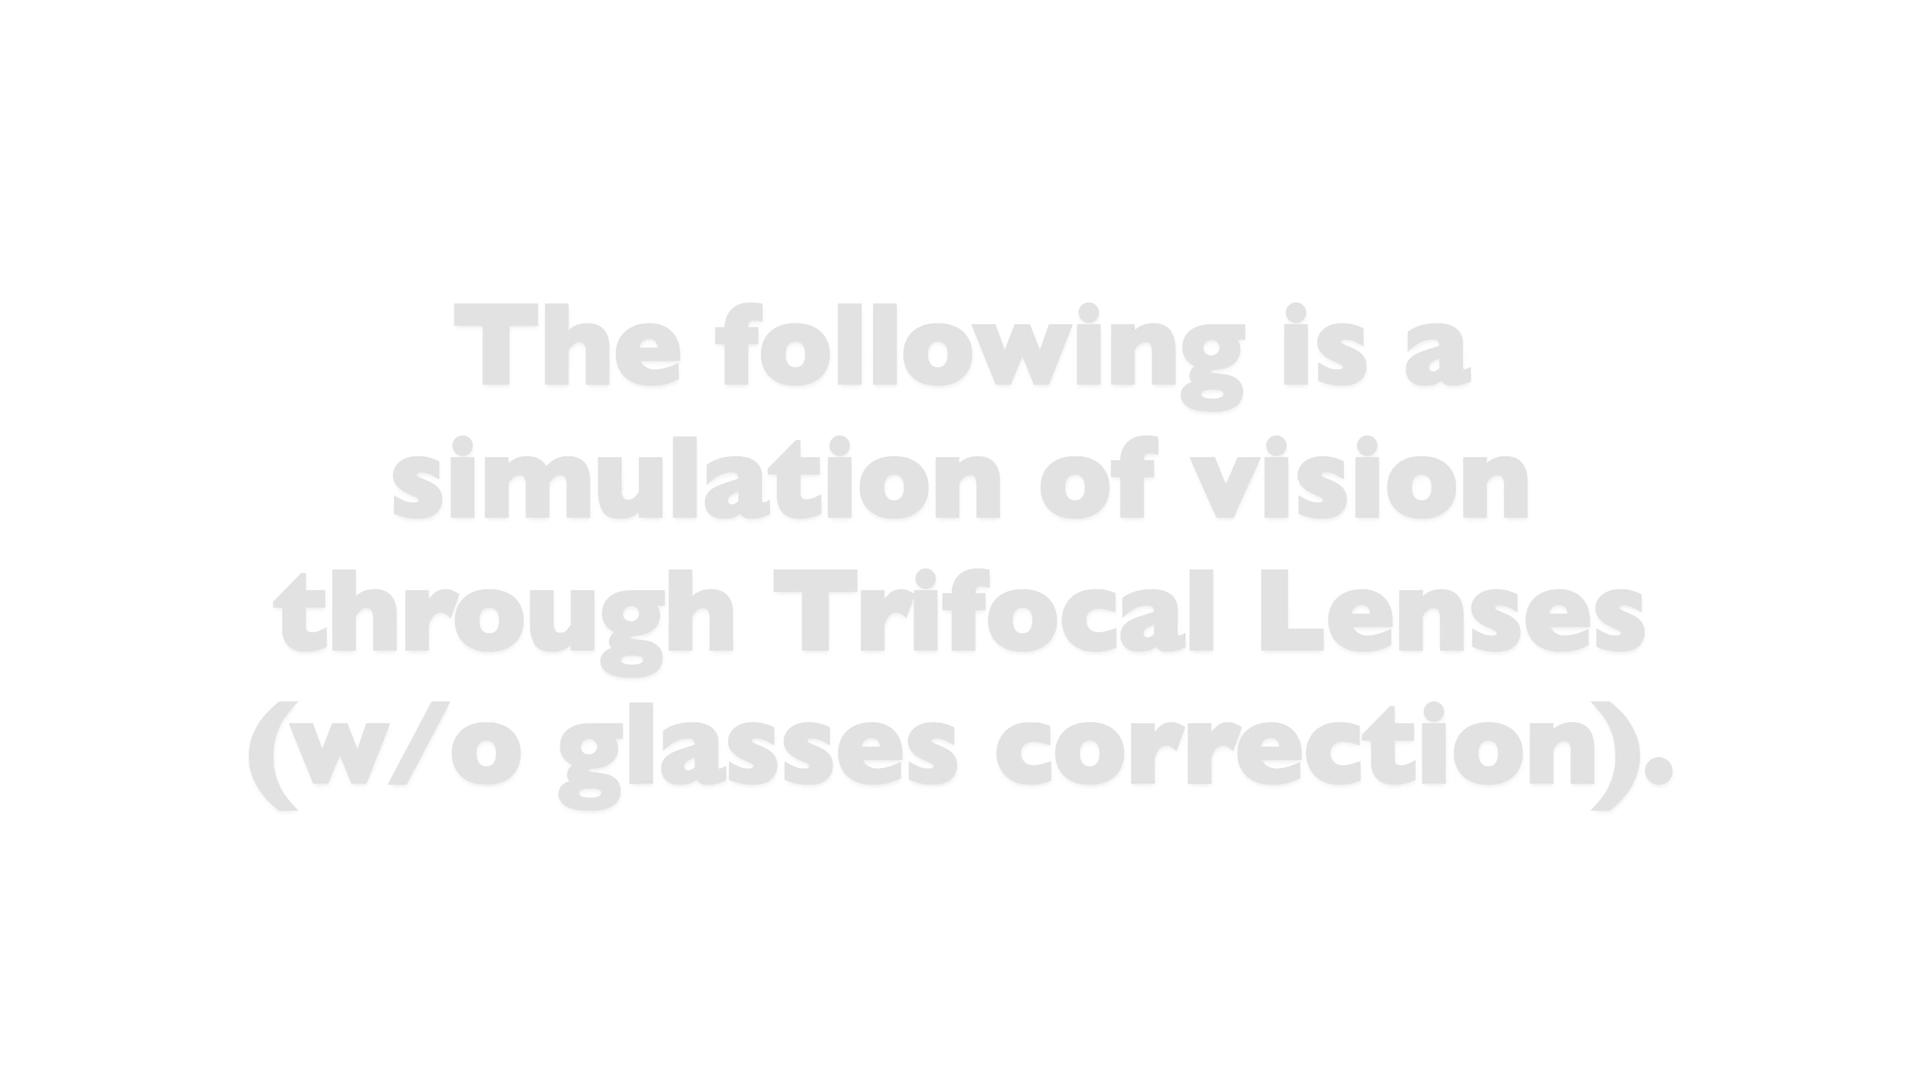 The following is a
simulation of vision
through Trifocal Lenses
(w/o glasses correction).